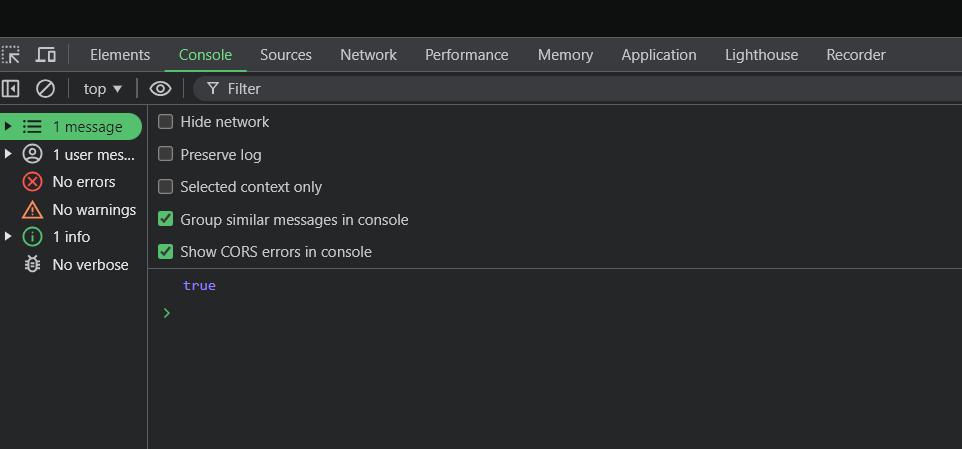 Elements Console Sources Network Performance Memory Application Lighthouse Recorder
top Filter
1 message
1 user mes...
No errors
No warnings
1 info
No verbose
Hide network
Preserve log
Selected context only
Group similar messages in console
Show CORS errors in console
true